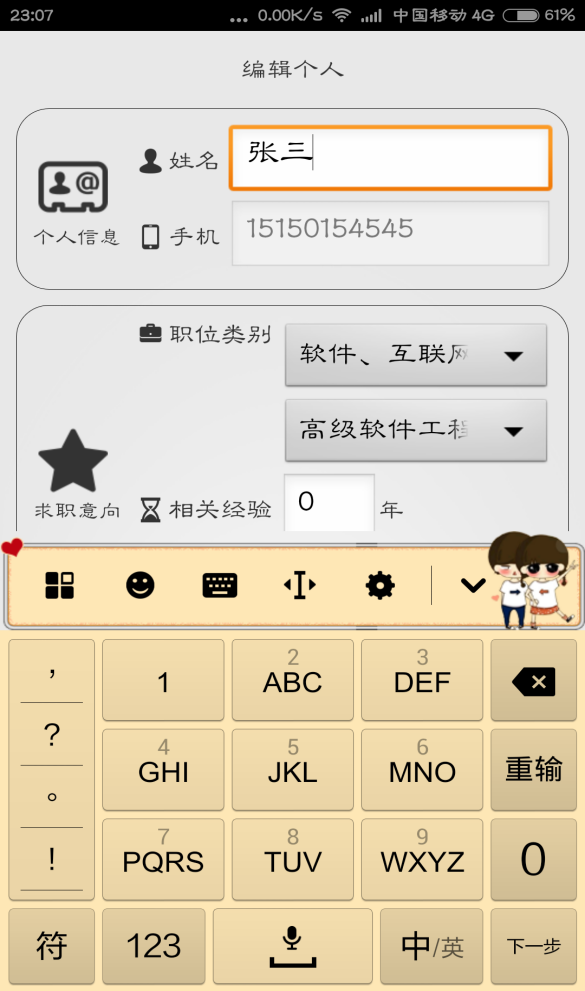 23:07 ... 0.00K/s 中国移动 4G 61%
编辑个人
姓名 张三
个人信息
手机 15150154545
职位类别 软件、互联网
高级软件工程
求职意向
相关经验 0 年
,
?
。
!
1
2
ABC
3
DEF
4
GHI
5
JKL
6
MNO
重输
7
PQRS
8
TUV
9
WXYZ
0
符
123
中/英
下一步